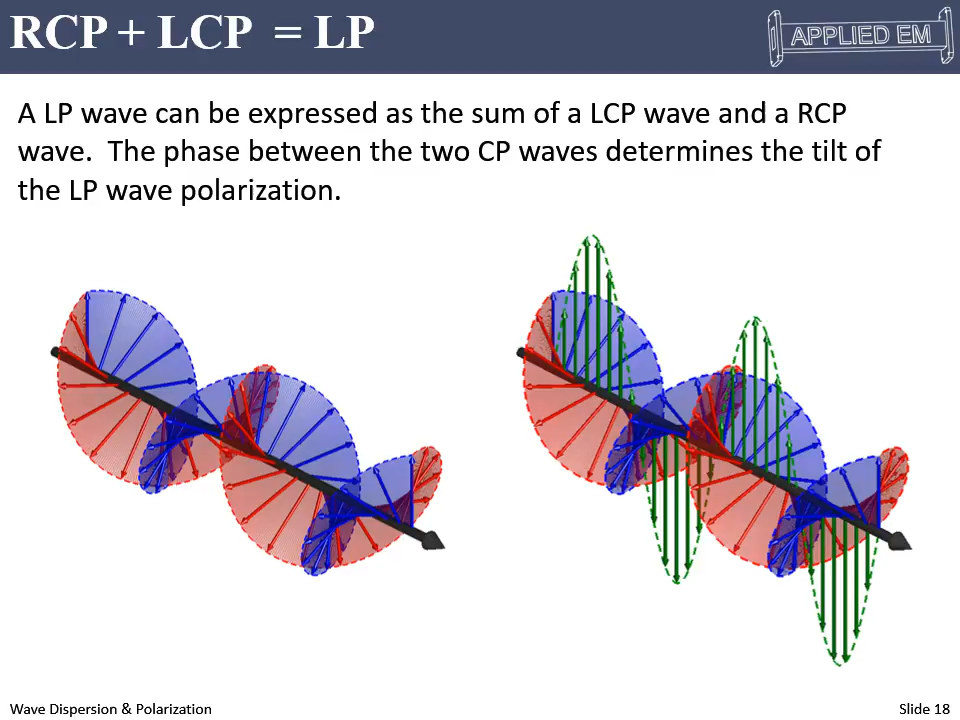 RCP + LCP = LP
APPLIED EM
A LP wave can be expressed as the sum of a LCP wave and a RCP
wave. The phase between the two CP waves determines the tilt of
the LP wave polarization.
Wave Dispersion & Polarization
Slide 18